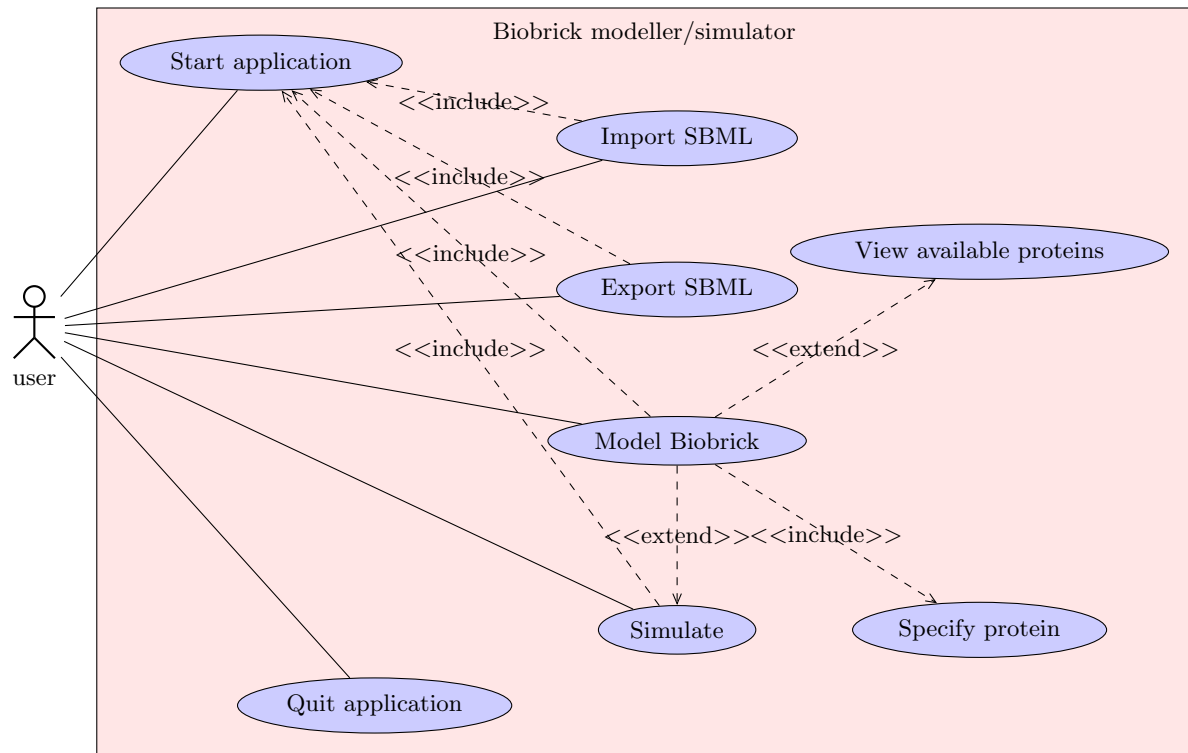 Biobrick modeller/simulator
Start application
<<include>>
Import SBML
<<include>>
<<include>>
View available proteins
Export SBML
<<include>>
<<extend>>
user
Model Biobrick
<<extend>>
<<include>>
Simulate
Specify protein
Quit application